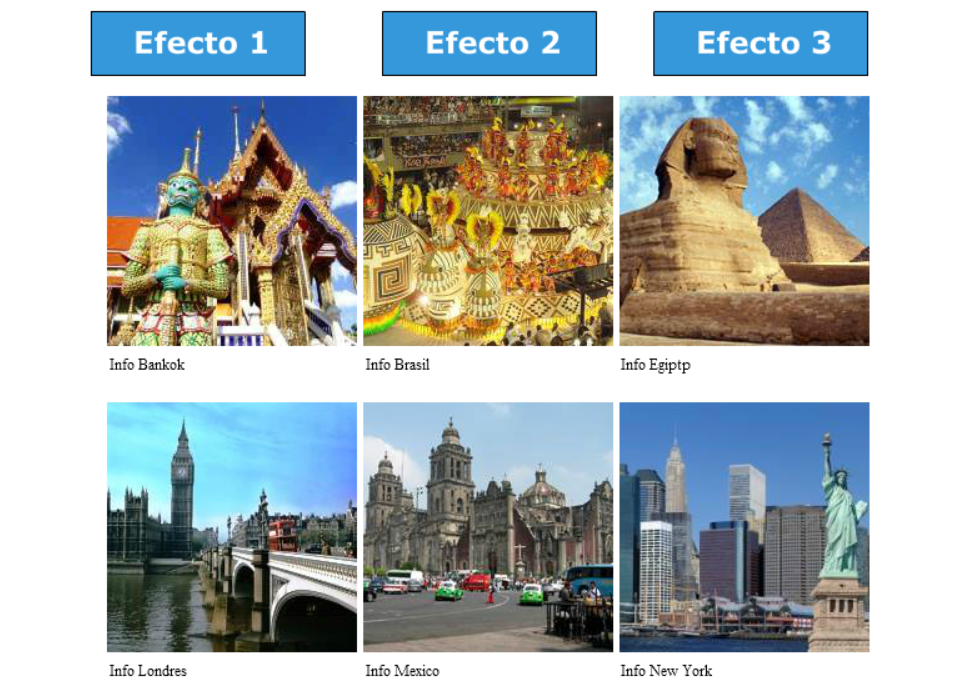 Efecto 1
Efecto 2
Efecto 3
Info Bankok
Info Brasil
Info Egiptp
Info Londres
Info Mexico
Info New York